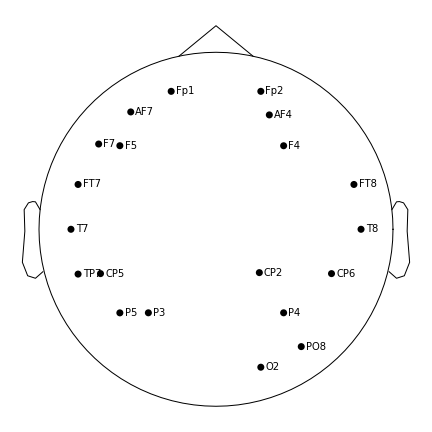 Fp1 Fp2
AF7 AF4
F7 F5 F4
FT7 FT8
T7 T8
TP7 CP5 CP2 CP6
P5 P3 P4
PO8
O2